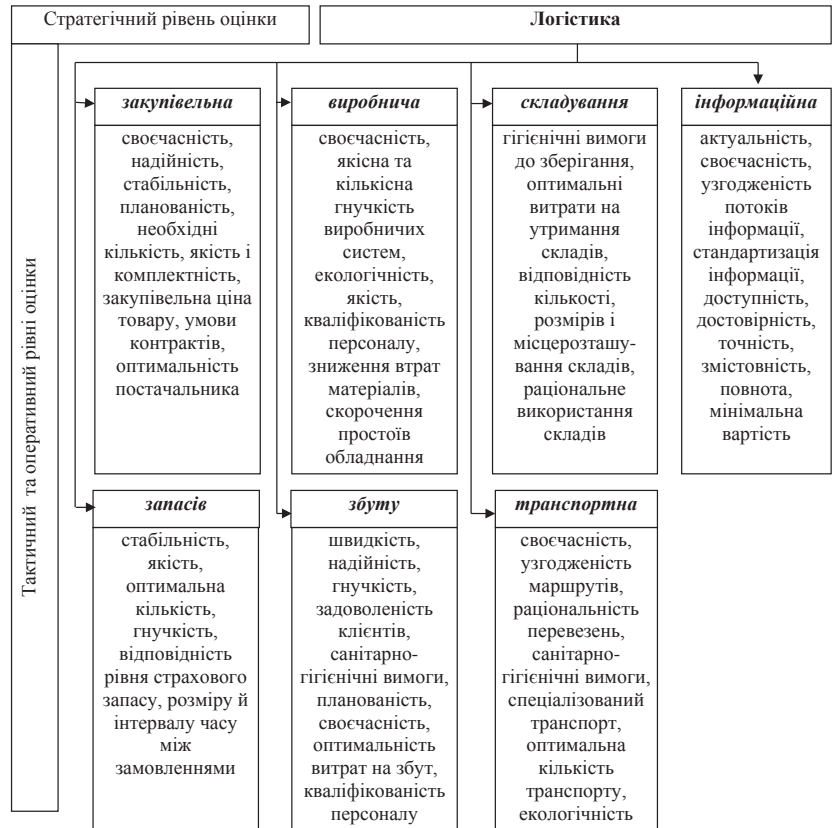 Стратегічний рівень оцінки
Логістика
Тактичний та оперативний рівні оцінки
закупівельна
своєчасність,
надійність,
стабільність,
планованість,
необхідні
кількість, якість і
комплектність,
закупівельна ціна
товару, умови
контрактів,
оптимальність
постачальника
виробнича
своєчасність,
якісна та
кількісна
гнучкість
виробничих
систем,
екологічність,
якість,
кваліфікованість
персоналу,
зниження втрат
матеріалів,
скорочення
простоїв
обладнання
складування
гігієнічні вимоги
до зберігання,
оптимальні
витрати на
утримання
складів,
відповідність
кількості,
розмірів і
місцерозташу-
вання складів,
раціональне
використання
складів
інформаційна
актуальність,
своєчасність,
узгодженість
потоків
інформації,
стандартизація
інформації,
доступність,
достовірність,
точність,
змістовність,
повнота,
мінімальна
вартість
запасів
стабільність,
якість,
оптимальна
кількість,
гнучкість,
відповідність
рівня страхового
запасу, розміру й
інтервалу часу
між
замовленнями
збуту
швидкість,
надійність,
гнучкість,
задоволеність
клієнтів,
санітарно-
гігієнічні вимоги,
планованість,
своєчасність,
оптимальність
витрат на збут,
кваліфікованість
персоналу
транспортна
своєчасність,
узгодженість
маршрутів,
раціональність
перевезень,
санітарно-
гігієнічні вимоги,
спеціалізований
транспорт,
оптимальна
кількість
транспорту,
екологічність